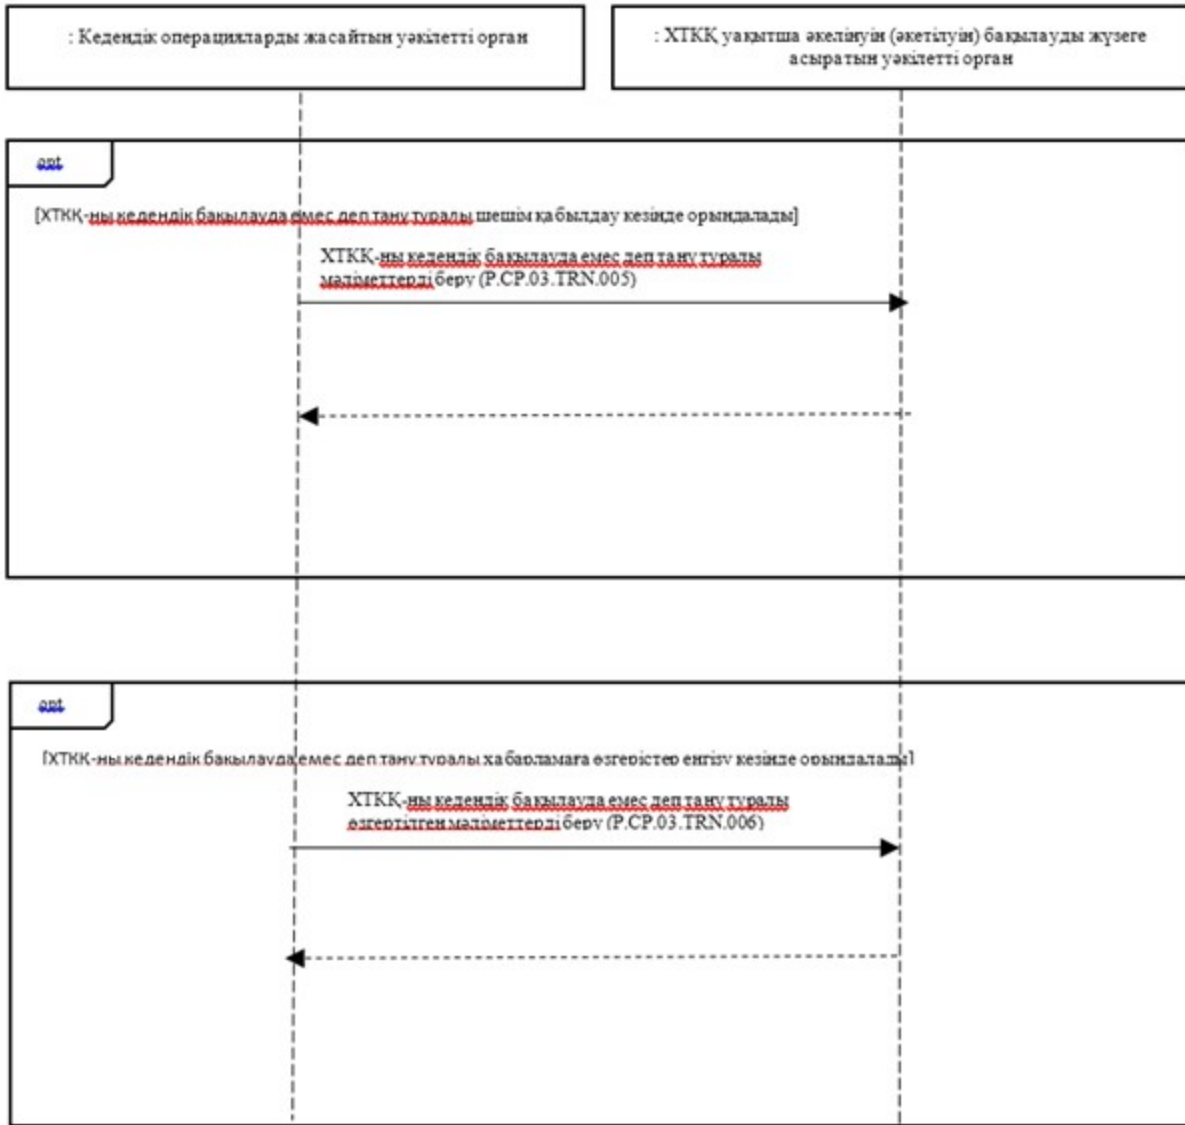 : Кедендік операцияларды жасайтын уәкілетті орган
: ХТКҚ уақытша әкелінуін (әкетілуін) бақылауды жүзеге
асыратын уәкілетті орган
opt
[ХТКҚ-ны кедендік бақылауда емес деп тану туралы шешім қабылдау кезінде орындалады]
ХТКҚ-ны кедендік бақылауда емес деп тану туралы
мәліметтерді беру (P.CP.03.TRN.005)
opt
[ХТКҚ-ны кедендік бақылауда емес деп тану туралы хабарламаға өзгерістер енгізу кезінде орындалады]
ХТКҚ-ны кедендік бақылауда емес деп тану туралы
өзгертілген мәліметтерді беру (P.CP.03.TRN.006)